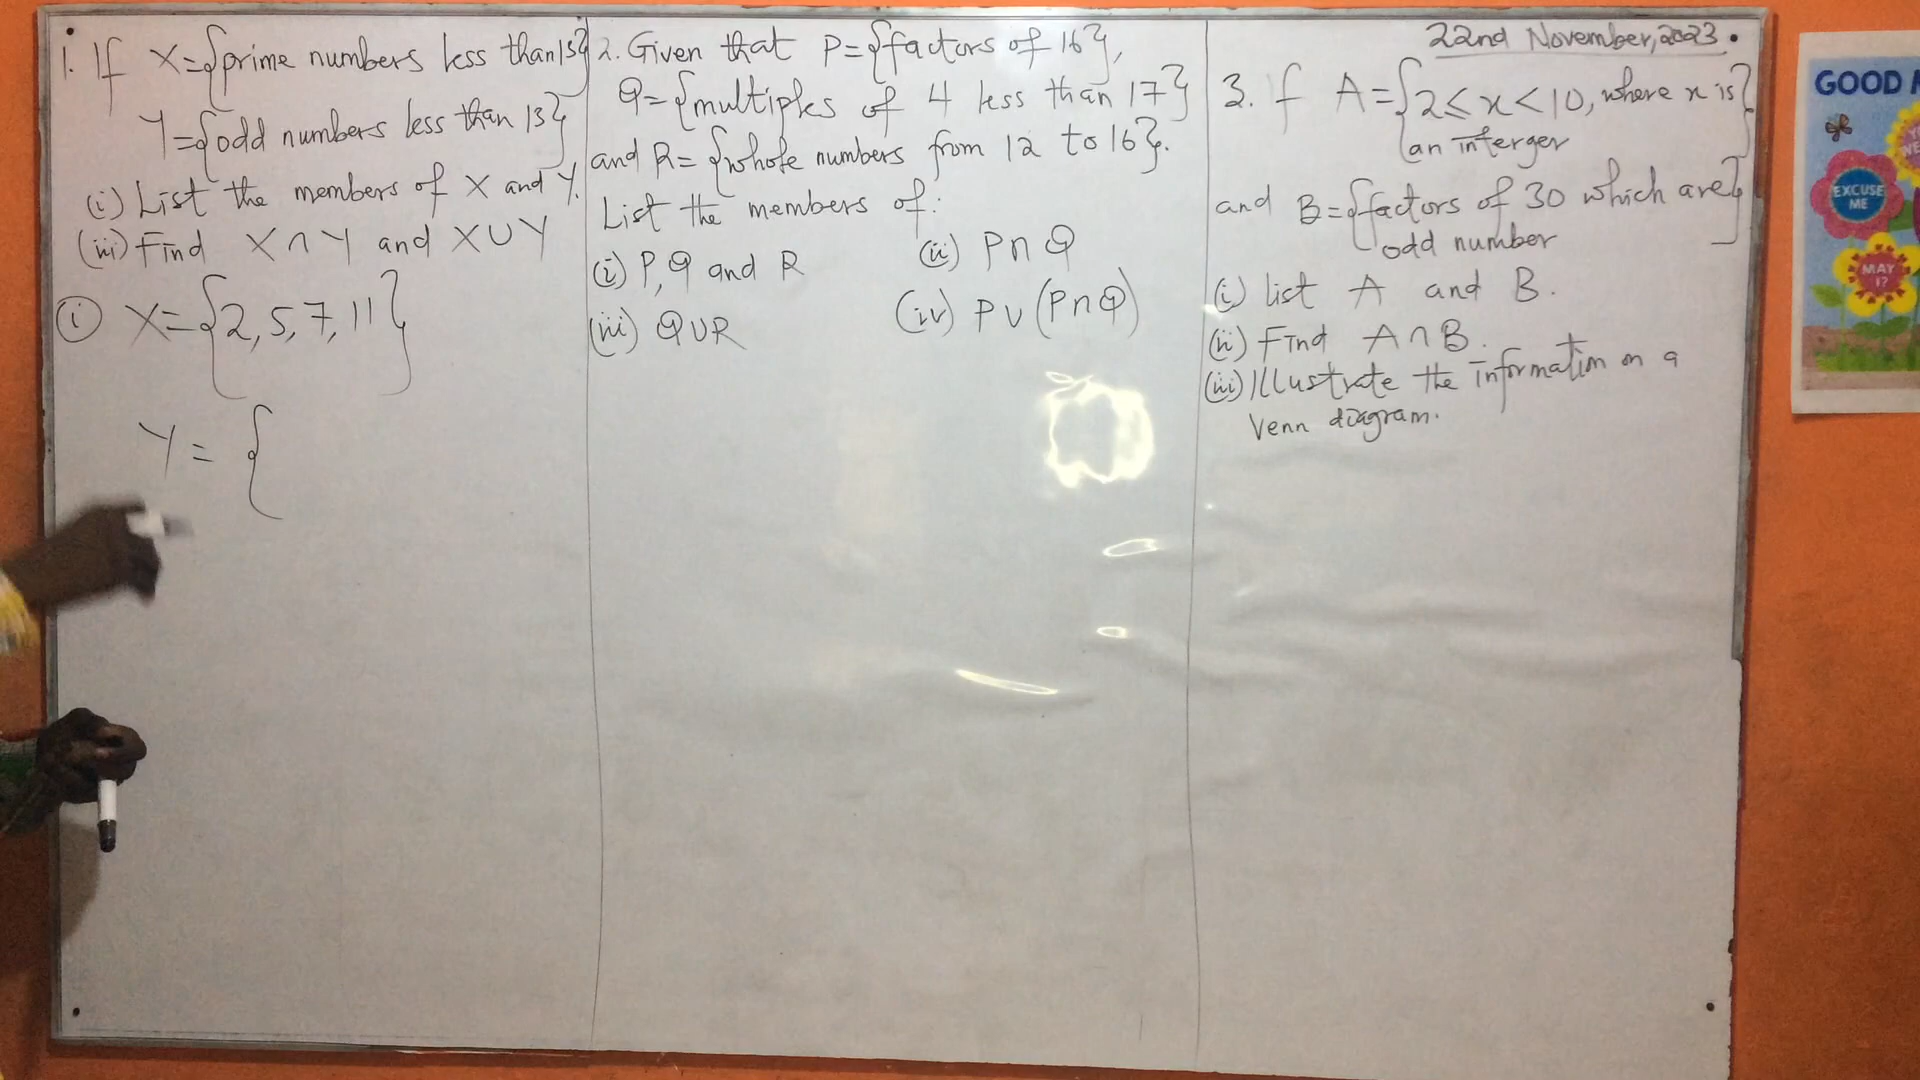 1. If X={prime numbers less than 13}
Y={odd numbers less than 13}
(i) List the members of X and Y.
(iii) Find X∩Y and X∪Y
(i) X={2, 5, 7, 11}
Y={
2. Given that P={factors of 16},
Q={multiples of 4 less than 17}
and R={whole numbers from 12 to 16}.
List the members of:
(i) P, Q and R
(ii) P∩Q
(iii) Q∪R
(iv) P∪(P∩Q)
22nd November, 2023.
3. f A={2≤x<10, where x is
an interger}
and B={factors of 30 which are
odd number}
(i) list A and B.
(ii) Find A∩B.
(iii) Illustrate the information on a
Venn diagram.
GOOD
EXCUSE
ME
MAY
I?